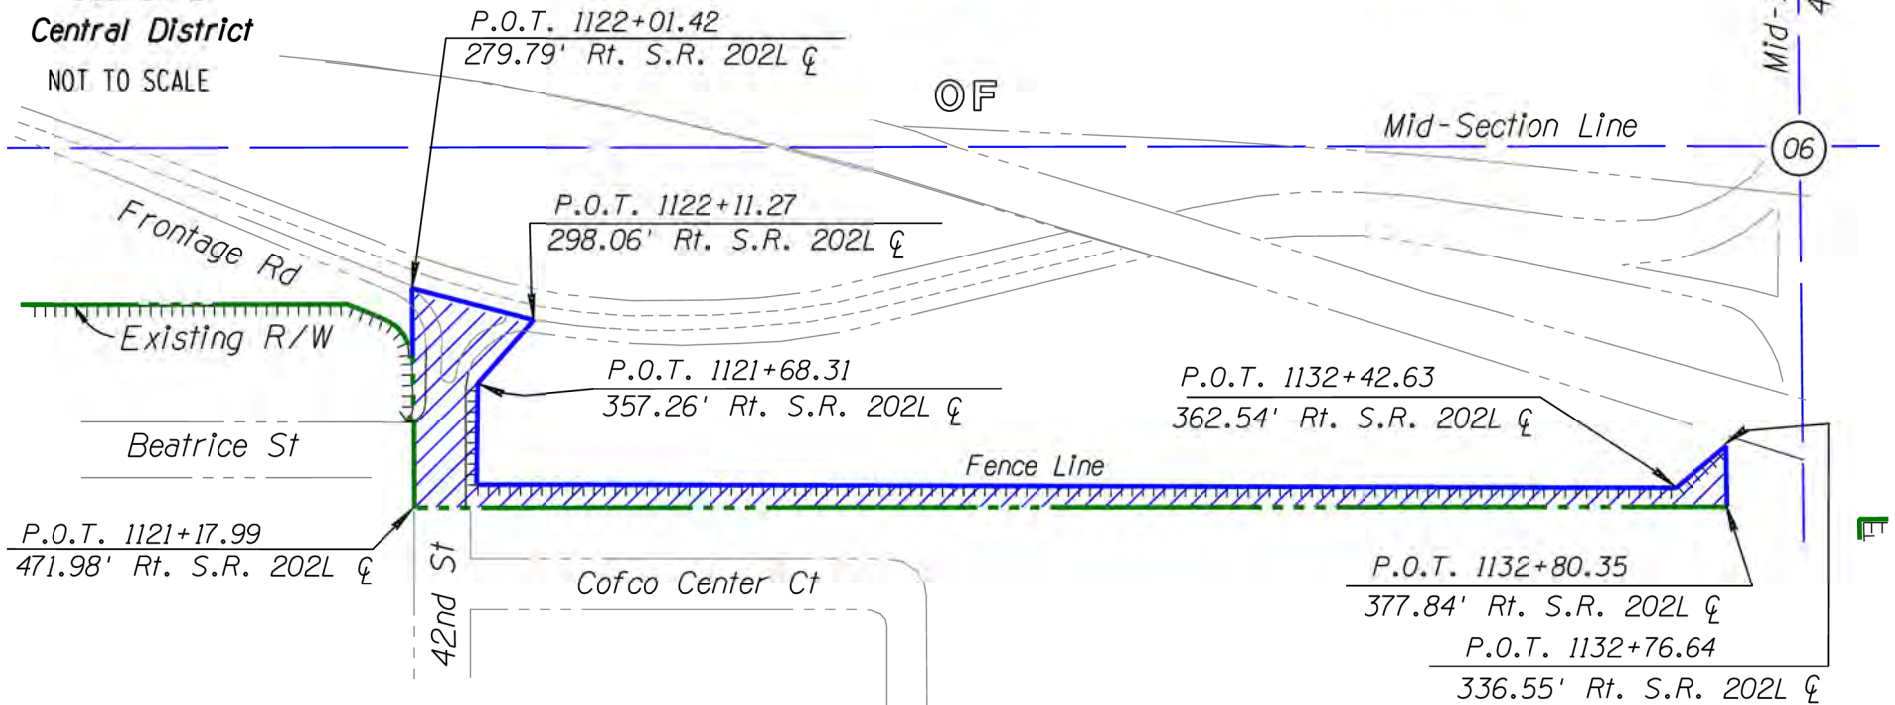 Central District
NOT TO SCALE
P.O.T. 1122+01.42
279.79' Rt. S.R. 202L ℄
OF
Mid-
4
Mid-Section Line
06
P.O.T. 1122+11.27
298.06' Rt. S.R. 202L ℄
Frontage Rd
Existing R/W
P.O.T. 1121+68.31
357.26' Rt. S.R. 202L ℄
P.O.T. 1132+42.63
362.54' Rt. S.R. 202L ℄
Beatrice St
Fence Line
P.O.T. 1121+17.99
471.98' Rt. S.R. 202L ℄
42nd St
Cofco Center Ct
P.O.T. 1132+80.35
377.84' Rt. S.R. 202L ℄
P.O.T. 1132+76.64
336.55' Rt. S.R. 202L ℄